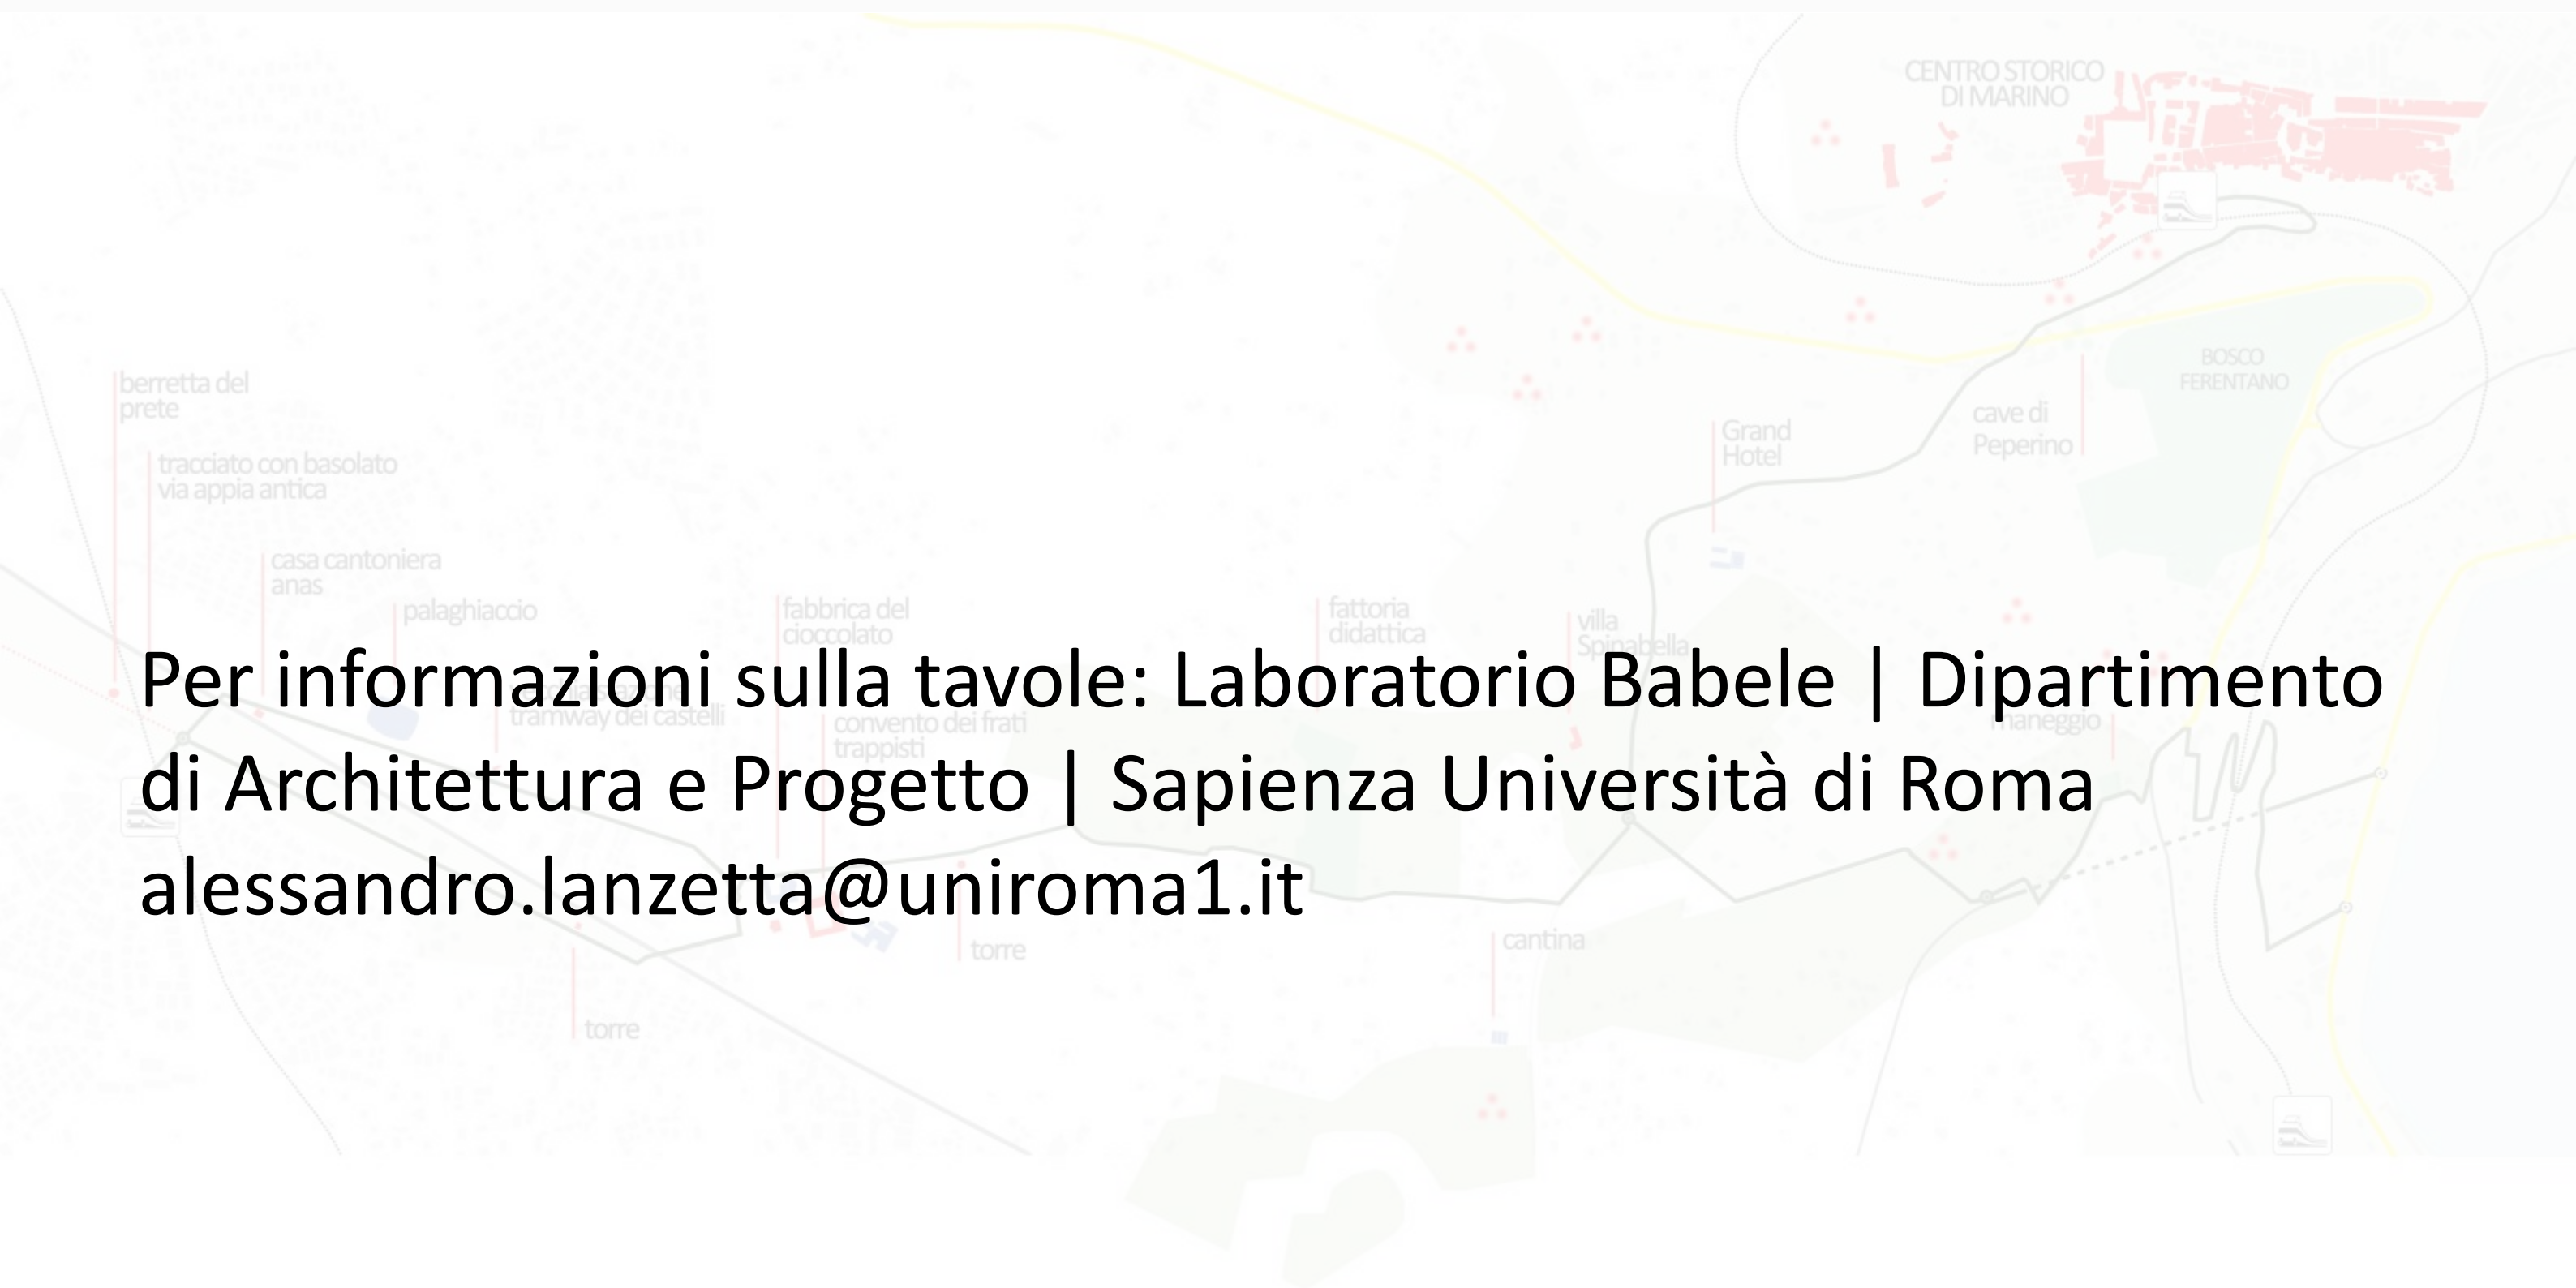 CENTRO STORICO
DI MARINO
BOSCO
FERENTANO
berretta del
prete
cave di
Peperino
Grand
Hotel
tracciato con basolato
via appia antica
casa cantoniera
anas
palaghiaccio
fabbrica del
cioccolato
fattoria
didattica
villa
Spinabella
Per informazioni sulla tavole: Laboratorio Babele | Dipartimento
tramway dei castelli
convento dei frati
trappisti
maneggio
di Architettura e Progetto | Sapienza Università di Roma
alessandro.lanzetta@uniroma1.it
torre
cantina
torre